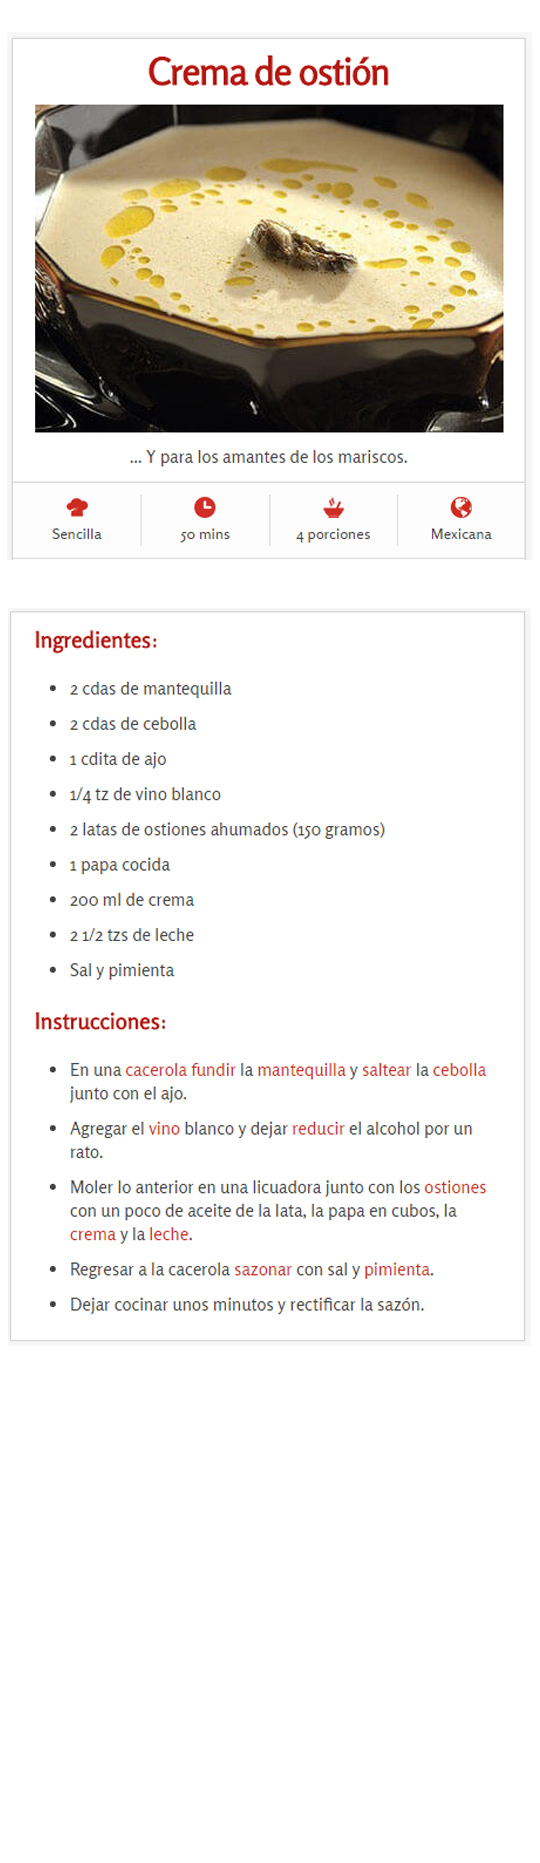 Crema de ostión
... Y para los amantes de los mariscos.
Sencilla
50 mins
4 porciones
Mexicana
Ingredientes:
• 2 cdas de mantequilla
• 2 cdas de cebolla
• 1 cdita de ajo
• 1/4 tz de vino blanco
• 2 latas de ostiones ahumados (150 gramos)
• 1 papa cocida
• 200 ml de crema
• 2 1/2 tzs de leche
• Sal y pimienta
Instrucciones:
• En una cacerola fundir la mantequilla y saltear la cebolla
junto con el ajo.
• Agregar el vino blanco y dejar reducir el alcohol por un
rato.
• Moler lo anterior en una licuadora junto con los ostiones
con un poco de aceite de la lata, la papa en cubos, la
crema y la leche.
• Regresar a la cacerola sazonar con sal y pimienta.
• Dejar cocinar unos minutos y rectificar la sazón.